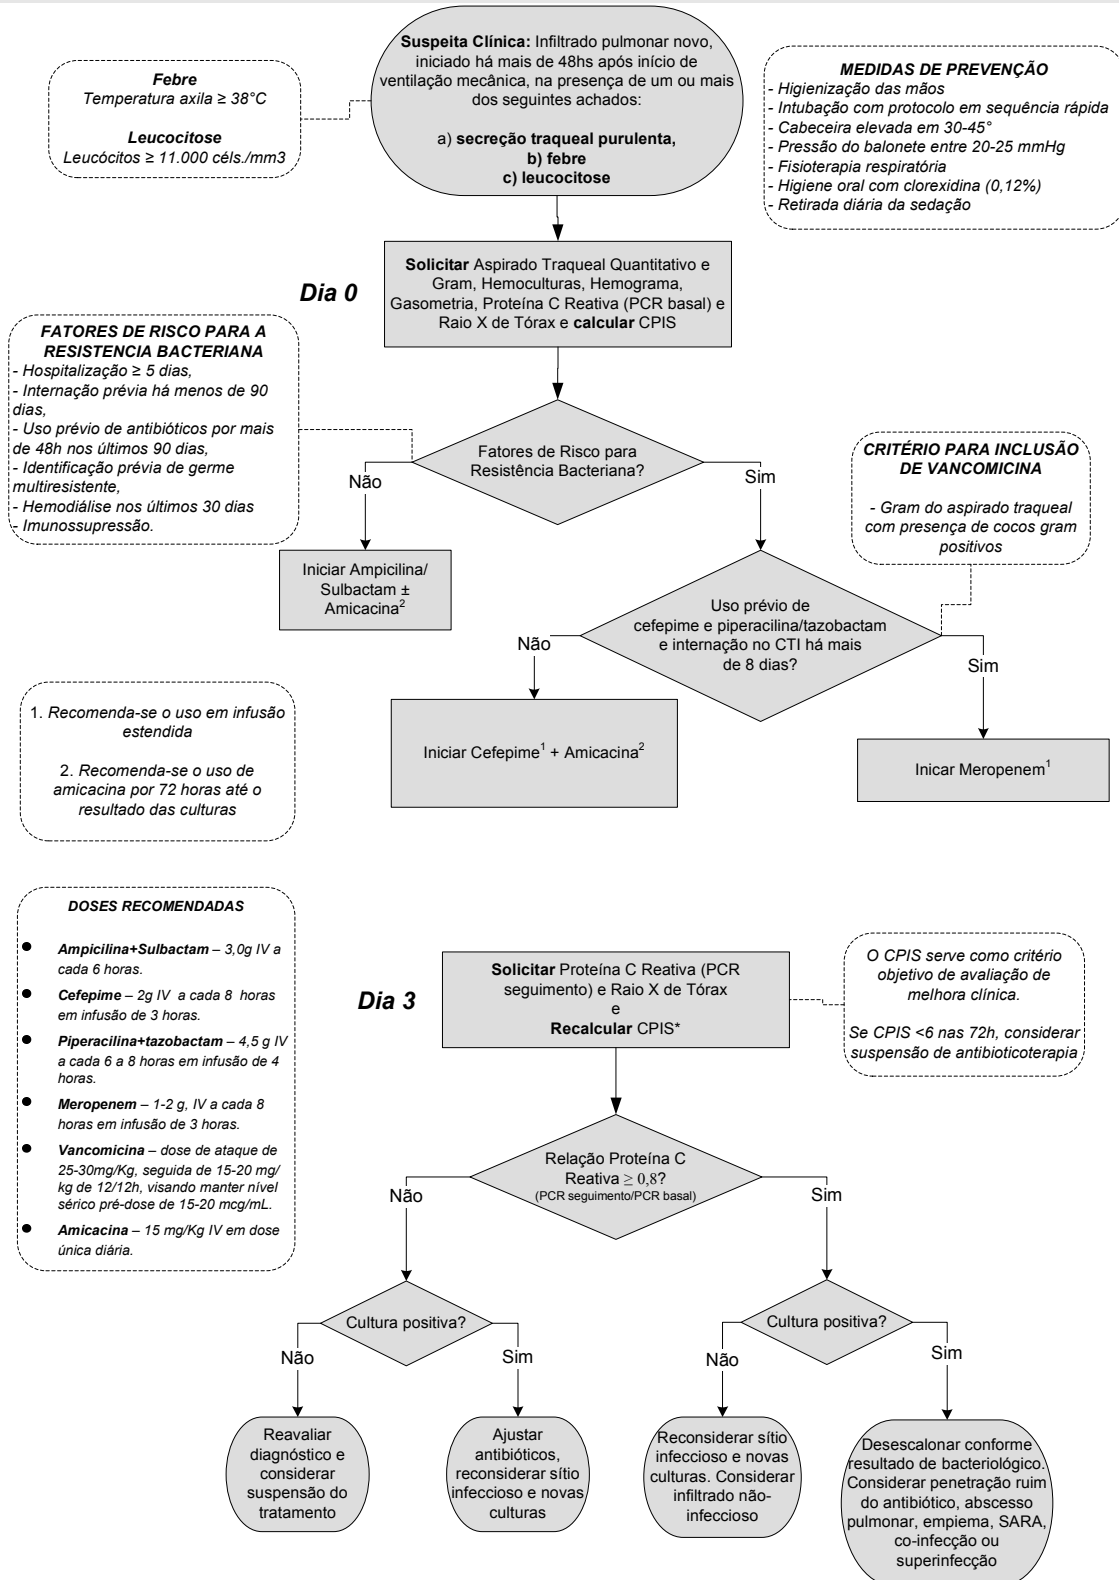 Suspeita Clínica: Infiltrado pulmonar novo,
iniciado há mais de 48hs após início de
ventilação mecânica, na presença de um ou mais
dos seguintes achados:
a) secreção traqueal purulenta,
b) febre
c) leucocitose
Febre
Temperatura axila ≥ 38°C
Leucocitose
Leucócitos ≥ 11.000 céls./mm3
MEDIDAS DE PREVENÇÃO
- Higienização das mãos
- Intubação com protocolo em sequência rápida
- Cabeceira elevada em 30-45°
- Pressão do balonete entre 20-25 mmHg
- Fisioterapia respiratória
- Higiene oral com clorexidina (0,12%)
- Retirada diária da sedação
Dia 0
Solicitar Aspirado Traqueal Quantitativo e
Gram, Hemoculturas, Hemograma,
Gasometria, Proteína C Reativa (PCR basal) e
Raio X de Tórax e calcular CPIS
FATORES DE RISCO PARA A
RESISTENCIA BACTERIANA
- Hospitalização ≥ 5 dias,
- Internação prévia há menos de 90
dias,
- Uso prévio de antibióticos por mais
de 48h nos últimos 90 dias,
- Identificação prévia de germe
multiresistente,
- Hemodiálise nos últimos 30 dias
- Imunossupressão.
Fatores de Risco para
Resistência Bacteriana?
Não
Sim
CRITÉRIO PARA INCLUSÃO
DE VANCOMICINA
- Gram do aspirado traqueal
com presença de cocos gram
positivos
Iniciar Ampicilina/
Sulbactam ±
Amicacina²
Uso prévio de
cefepime e piperacilina/tazobactam
e internação no CTI há mais
de 8 dias?
Não
Sim
1. Recomenda-se o uso em infusão
estendida
2. Recomenda-se o uso de
amicacina por 72 horas até o
resultado das culturas
Iniciar Cefepime¹ + Amicacina²
Inicar Meropenem¹
DOSES RECOMENDADAS
● Ampicilina+Sulbactam – 3,0g IV a
cada 6 horas.
● Cefepime – 2g IV a cada 8 horas
em infusão de 3 horas.
● Piperacilina+tazobactam – 4,5 g IV
a cada 6 a 8 horas em infusão de 4
horas.
● Meropenem – 1-2 g, IV a cada 8
horas em infusão de 3 horas.
● Vancomicina – dose de ataque de
25-30mg/Kg, seguida de 15-20 mg/
kg de 12/12h, visando manter nível
sérico pré-dose de 15-20 mcg/mL.
● Amicacina – 15 mg/Kg IV em dose
única diária.
Dia 3
Solicitar Proteína C Reativa (PCR
seguimento) e Raio X de Tórax
e
Recalcular CPIS*
O CPIS serve como critério
objetivo de avaliação de
melhora clínica.
Se CPIS <6 nas 72h, considerar
suspensão de antibioticoterapia
Relação Proteína C
Reativa ≥ 0,8?
(PCR seguimento/PCR basal)
Não
Sim
Cultura positiva?
Cultura positiva?
Não
Sim
Não
Sim
Reavaliar
diagnóstico e
considerar
suspensão do
tratamento
Ajustar
antibióticos,
reconsiderar sítio
infeccioso e novas
culturas
Reconsiderar sítio
infeccioso e novas
culturas. Considerar
infiltrado não-
infeccioso
Desescalonar conforme
resultado de bacteriológico.
Considerar penetração ruim
do antibiótico, abscesso
pulmonar, empiema, SARA,
co-infecção ou
superinfecção